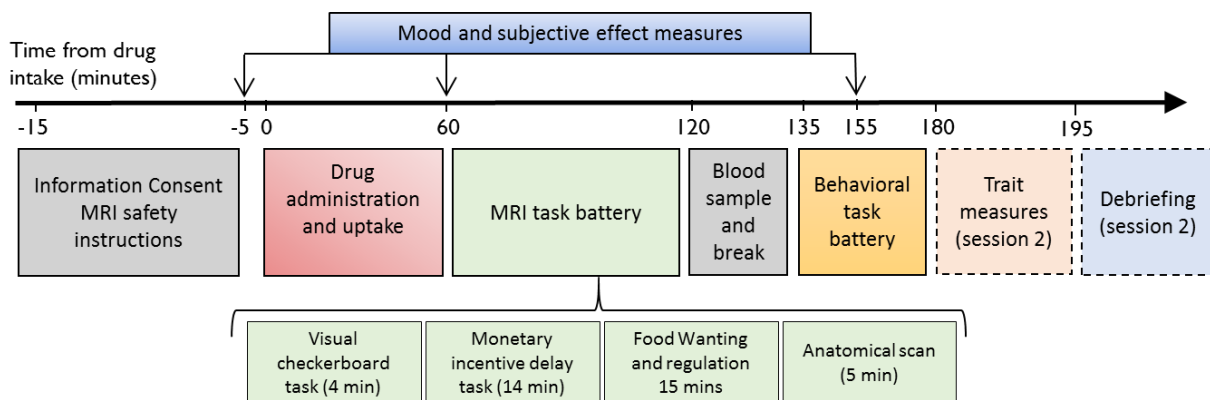 Mood and subjective effect measures
Time from drug
intake (minutes)
-15
-5
0
60
120
135
155
180
195
Information Consent
MRI safety
instructions
Drug
administration
and uptake
MRI task battery
Blood
sample
and
break
Behavioral
task
battery
Trait
measures
(session 2)
Debriefing
(session 2)
Visual
checkerboard
task (4 min)
Monetary
incentive delay
task (14 min)
Food Wanting
and regulation
15 mins
Anatomical scan
(5 min)